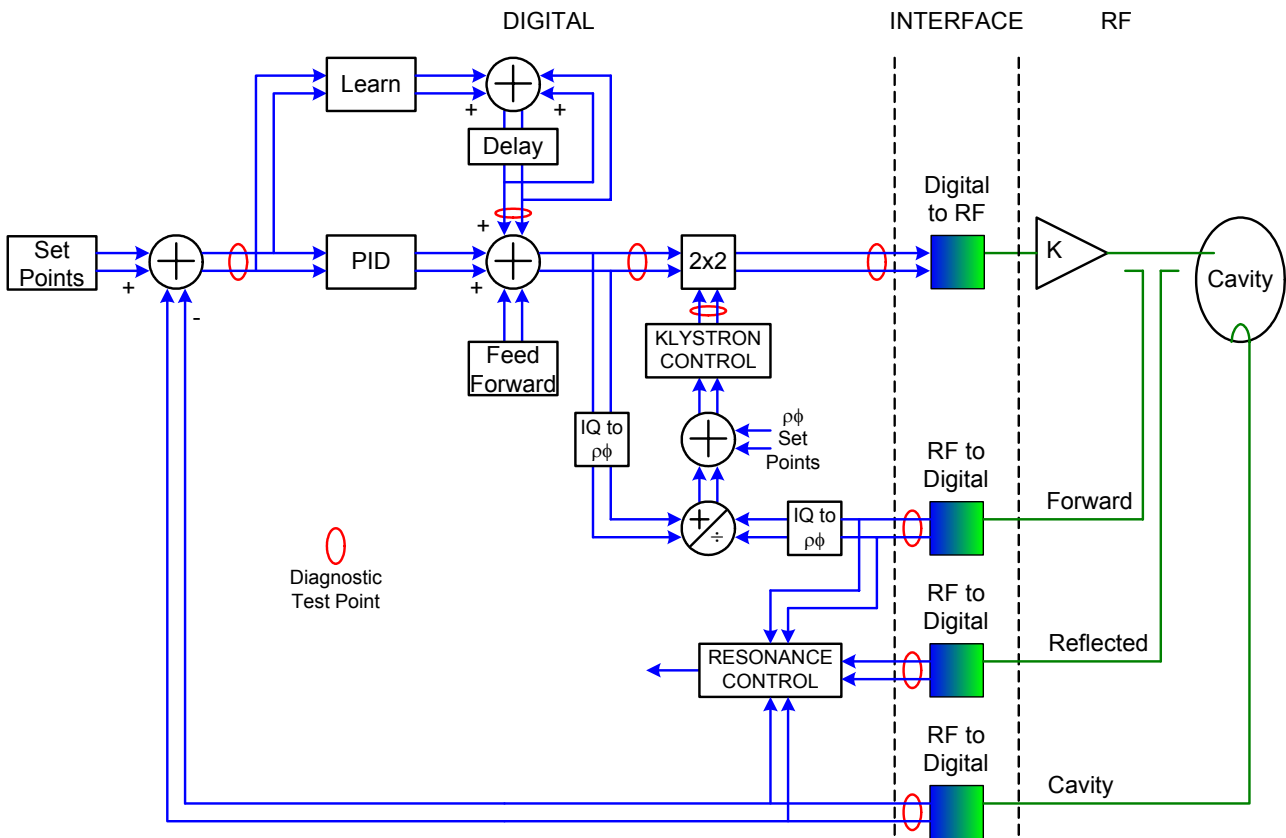 DIGITAL
INTERFACE
RF
Learn
+
+
Delay
Digital
to RF
+
Set
Points
+
PID
+
2x2
K
Cavity
-
Feed
Forward
KLYSTRON
CONTROL
IQ to
ρφ
ρφ
Set
Points
RF to
Digital
Forward
+
÷
IQ to
ρφ
Diagnostic
Test Point
RF to
Digital
Reflected
RESONANCE
CONTROL
RF to
Digital
Cavity